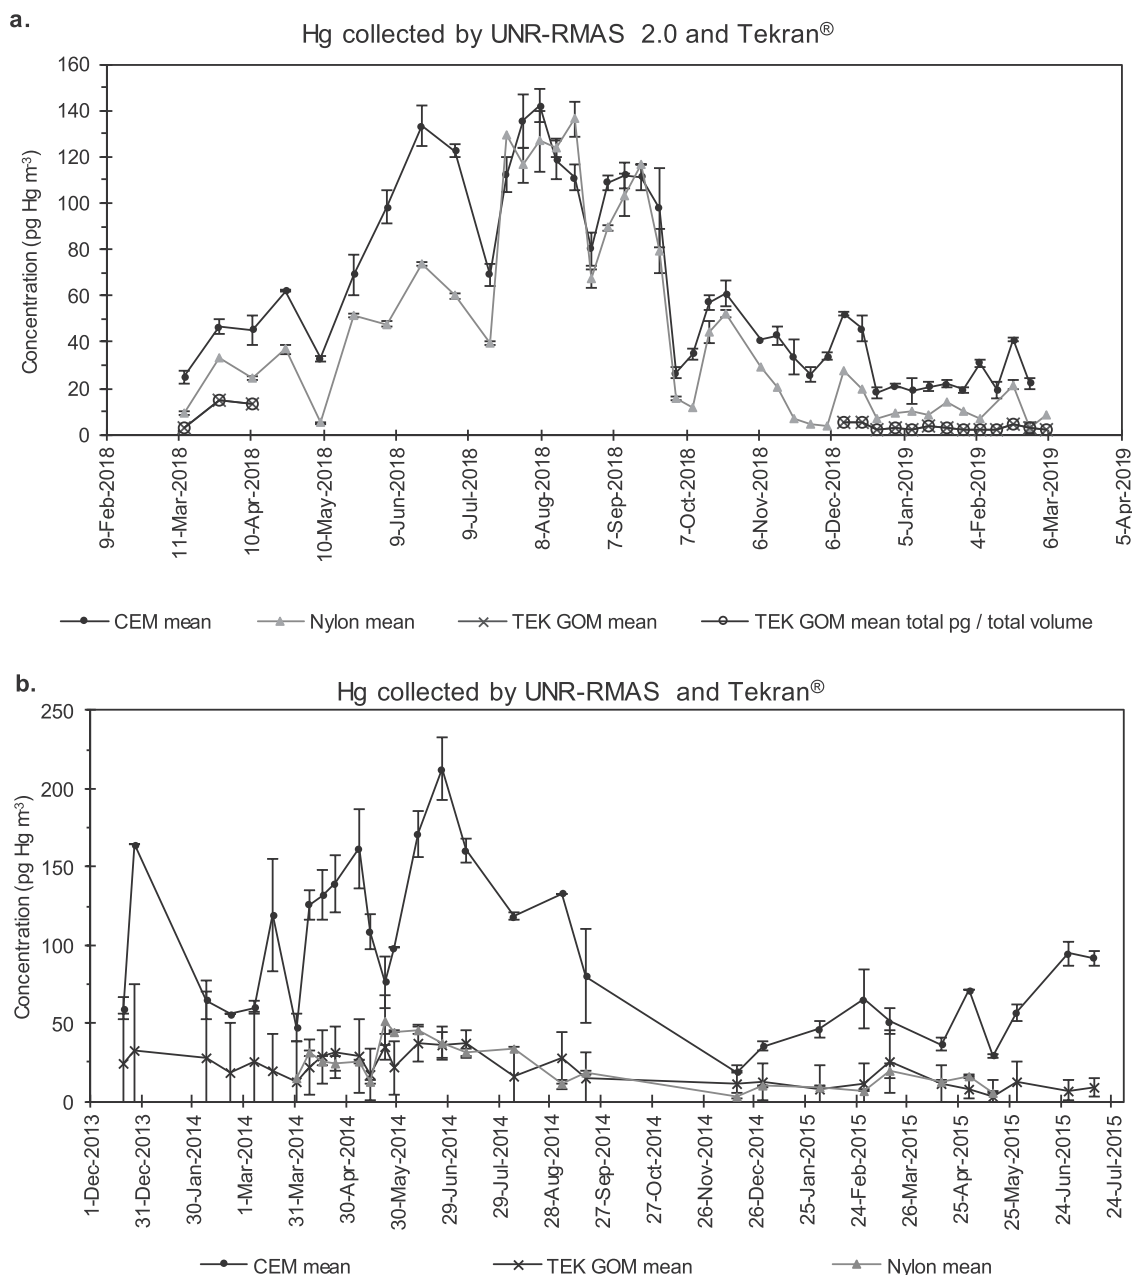 a.
Hg collected by UNR-RMAS 2.0 and Tekran®
Concentration (pg Hg m-3)
160
140
120
100
80
60
40
20
0
9-Feb-2018
11-Mar-2018
10-Apr-2018
10-May-2018
9-Jun-2018
9-Jul-2018
8-Aug-2018
7-Sep-2018
7-Oct-2018
6-Nov-2018
6-Dec-2018
5-Jan-2019
4-Feb-2019
6-Mar-2019
5-Apr-2019
CEM mean Nylon mean TEK GOM mean TEK GOM mean total pg / total volume
b.
Hg collected by UNR-RMAS and Tekran®
Concentration (pg Hg m-3)
250
200
150
100
50
0
1-Dec-2013
31-Dec-2013
30-Jan-2014
1-Mar-2014
31-Mar-2014
30-Apr-2014
30-May-2014
29-Jun-2014
29-Jul-2014
28-Aug-2014
27-Sep-2014
27-Oct-2014
26-Nov-2014
26-Dec-2014
25-Jan-2015
24-Feb-2015
26-Mar-2015
25-Apr-2015
25-May-2015
24-Jun-2015
24-Jul-2015
CEM mean TEK GOM mean Nylon mean